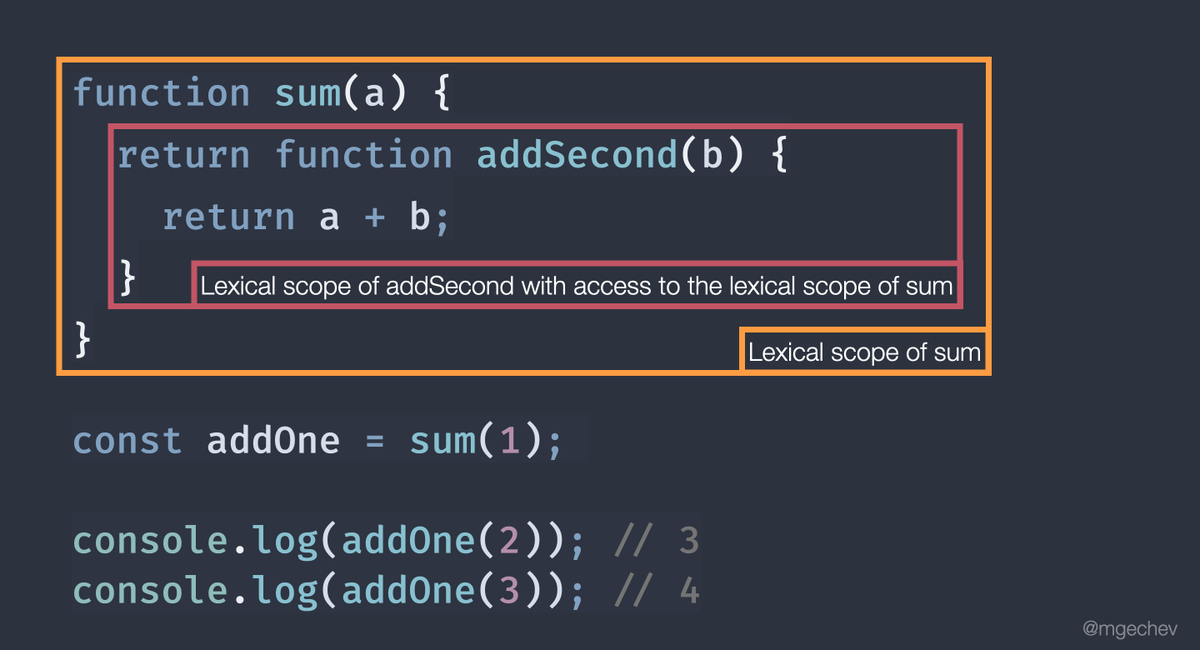 function sum(a) {
return function addSecond(b) {
return a + b;
}
Lexical scope of addSecond with access to the lexical scope of sum
}
Lexical scope of sum
const addOne = sum(1);
console.log(addOne(2)); // 3
console.log(addOne(3)); // 4
@mgechev